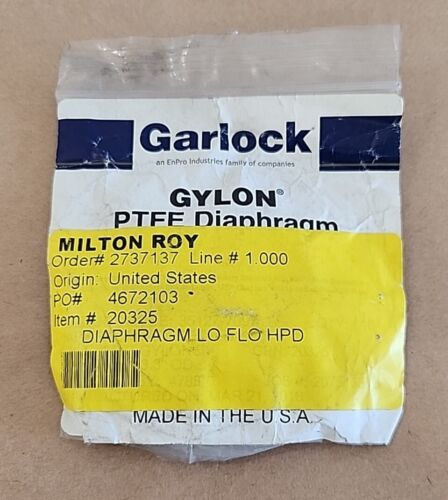 Garlock
an EnPro Industries family of companies
GYLON®
PTFE Diaphragm
MILTON ROY
Order# 2737137 Line # 1.000
Origin: United States
PO# 4672103
Item # 20325
DIAPHRAGM LO FLO HPD
MADE IN THE U.S.A.